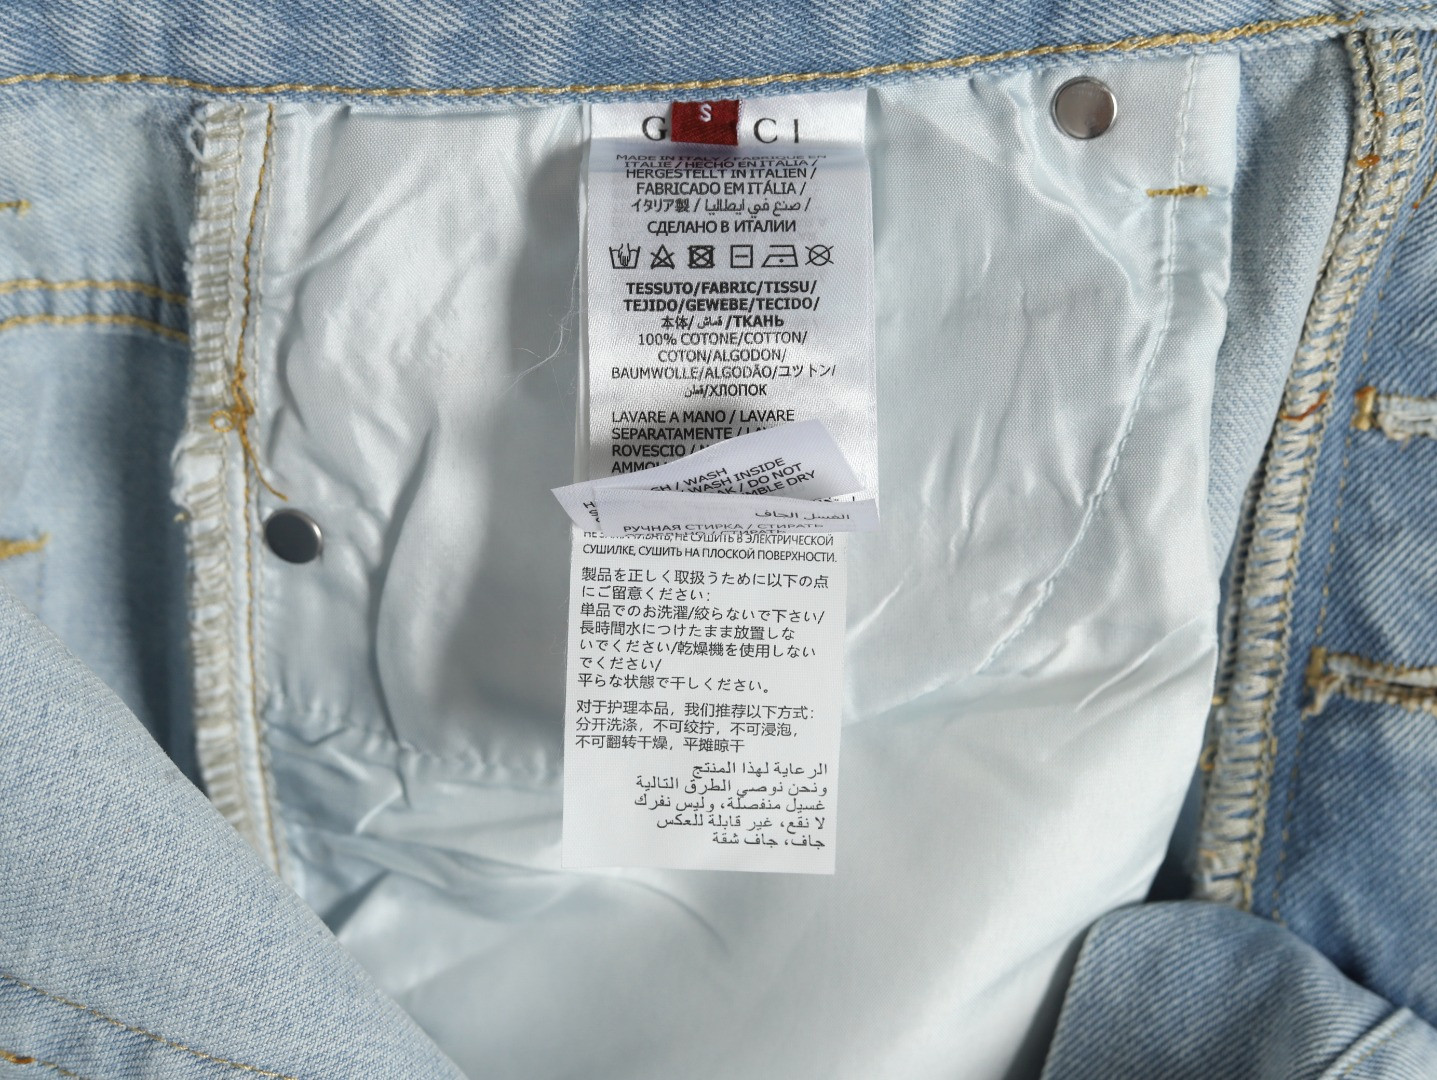 S
G CI
MADE IN ITALY / FABRIQUE EN
ITALIE / HECHO EN ITALIA /
HERGESTELLT IN ITALIEN /
FABRICADO EM ITÁLIA /
イタリア製 / صنع في ايطاليا /
СДЕЛАНО В ИТАЛИИ
TESSUTO/FABRIC/TISSU/
TEJIDO/GEWEBE/TECIDO/
本体/ قماش /ТКАНЬ
100% COTONE/COTTON/
COTON/ALGODON/
BAUMWOLLE/ALGODÃO/コツトン/
قطن/ХЛОПОК
LAVARE A MANO / LAVARE
SEPARATAMENTE /
ROVESCIO /
/ WASH
WASH INSIDE
/ DO NOT
DRY
الغسل الجاف
РУЧНАЯ СТИРКА / СТИРАТЬ
НЕ СУШИТЬ В ЭЛЕКТРИЧЕСКОЙ
СУШИЛКЕ, СУШИТЬ НА ПЛОСКОЙ ПОВЕРХНОСТИ.
製品を正しく取扱うために以下の点
にご留意ください:
単品でのお洗濯/絞らないで下さい/
長時間水につけたまま放置しな
いでください/乾燥機を使用しない
でください/
平らな状態で干しください。
对于护理本品，我们推荐以下方式：
分开洗涤，不可绞拧，不可浸泡，
不可翻转干燥，平摊晾干
الرعاية لهذا المنتج
ونحن نوصي الطرق التالية
غسيل منفصلة، وليس نفرك
لا نقع، غير قابلة للعكس
جاف، جاف شقة